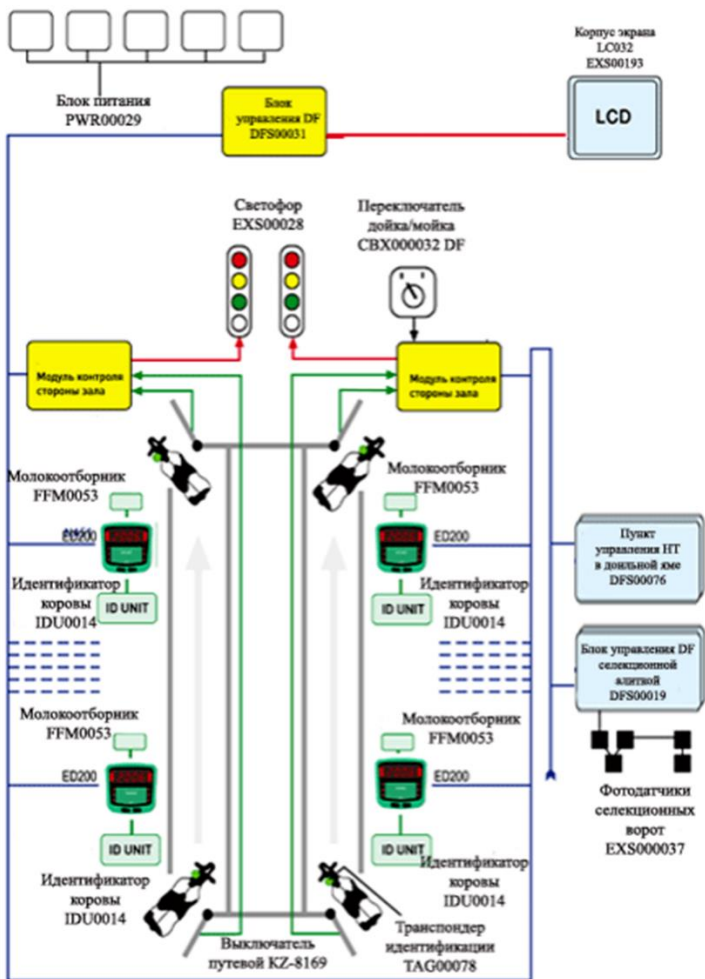 Корпус экрана
LC032
EXS00193
LCD
Блок питания
PWR00029
Блок
управления DF
DFS00031
Светофор
EXS00028
Переключатель
дойка/мойка
CBX000032 DF
Модуль контроля
стороны зала
Модуль контроля
стороны зала
Молокоотборник
FFM0053
Молокоотборник
FFM0053
ED200
ED200
Идентификатор
коровы
IDU0014
ID UNIT
ID UNIT
Идентификатор
коровы
IDU0014
Пункт
управления НТ
в доильной яме
DFS00076
Блок управления DF
селекционной
калиткой
DFS00019
Молокоотборник
FFM0053
Молокоотборник
FFM0053
ED200
ED200
Фотодатчики
селекционных
ворот
EXS000037
ID UNIT
ID UNIT
Идентификатор
коровы
IDU0014
Идентификатор
коровы
IDU0014
Выключатель
путевой KZ-8169
Транспондер
идентификации
TAG00078